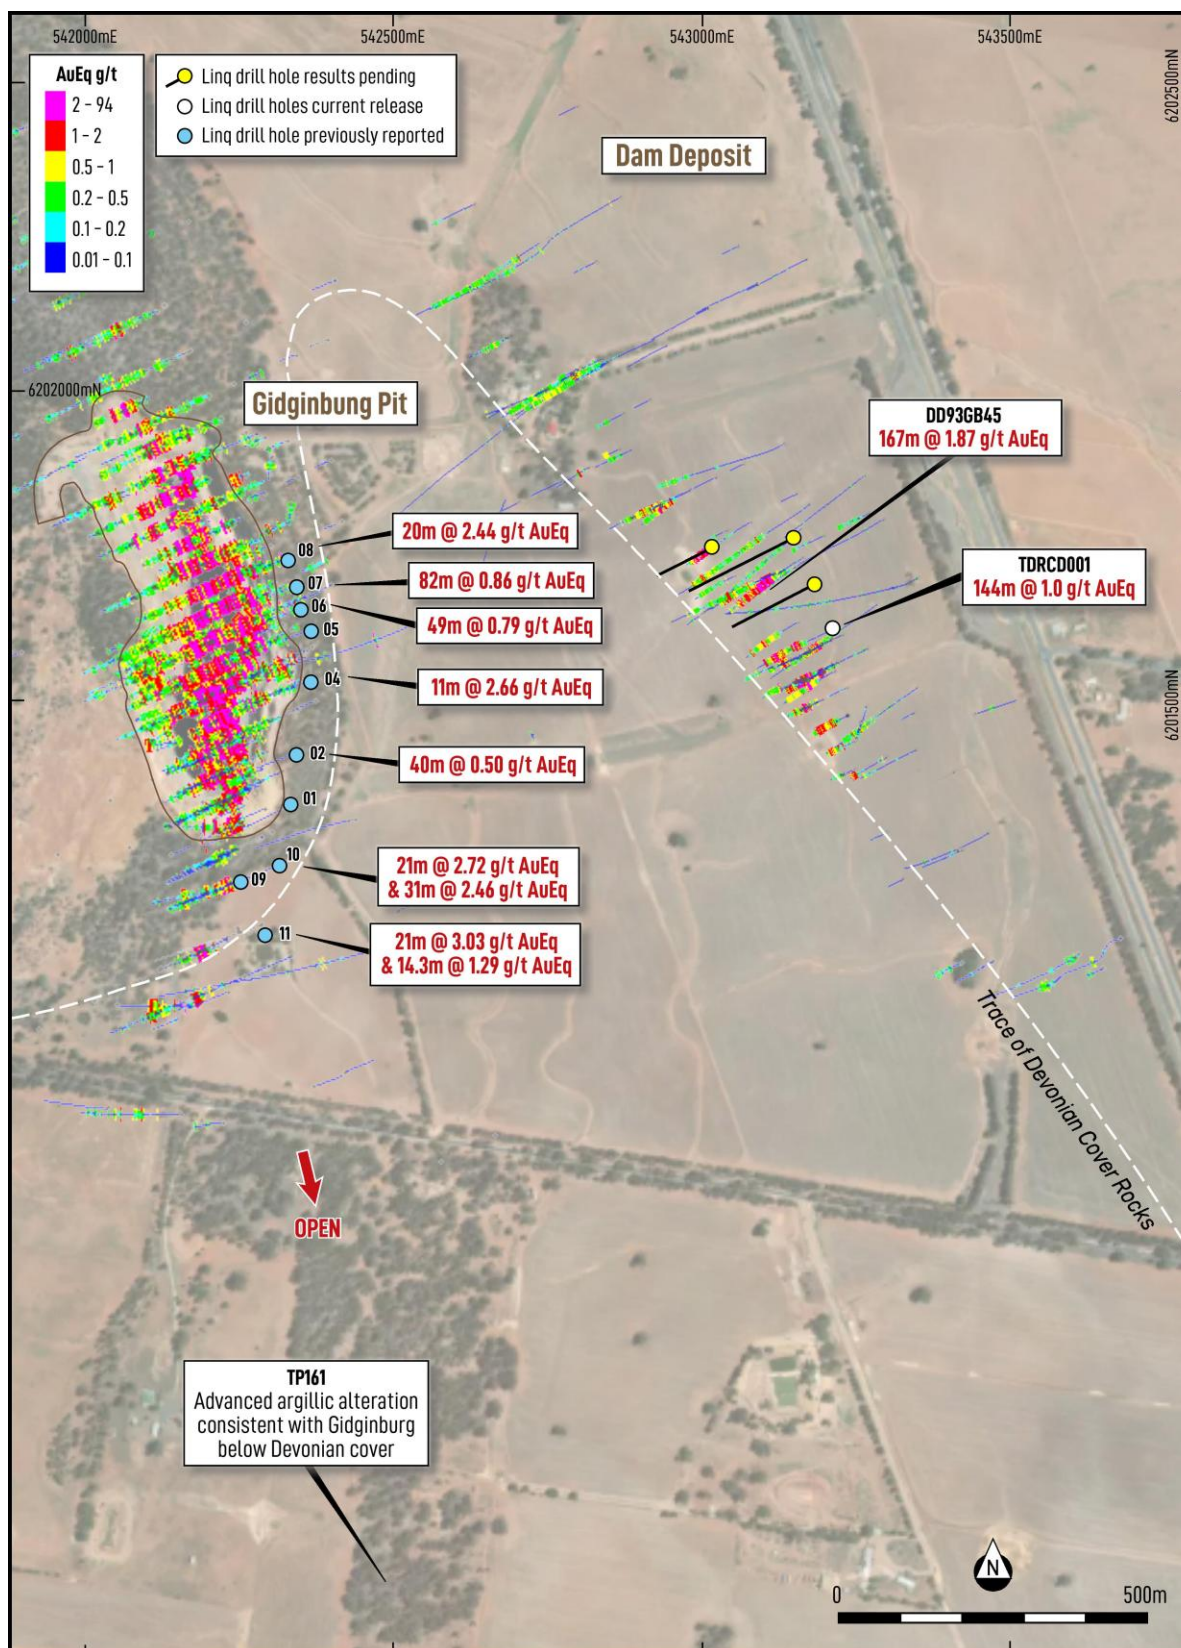 542000mE
542500mE
543000mE
543500mE
6202500mN
AuEq g/t
2 – 94
1 – 2
0.5 – 1
0.2 – 0.5
0.1 – 0.2
0.01 – 0.1
Linq drill hole results pending
Linq drill holes current release
Linq drill hole previously reported
Dam Deposit
6202000mN
Gidginbung Pit
DD93GB45
167m @ 1.87 g/t AuEq
08
20m @ 2.44 g/t AuEq
07
82m @ 0.86 g/t AuEq
06
49m @ 0.79 g/t AuEq
05
TDRCD001
144m @ 1.0 g/t AuEq
04
11m @ 2.66 g/t AuEq
6201500mN
02
40m @ 0.50 g/t AuEq
01
10
21m @ 2.72 g/t AuEq
& 31m @ 2.46 g/t AuEq
09
11
21m @ 3.03 g/t AuEq
& 14.3m @ 1.29 g/t AuEq
Trace of Devonian Cover Rocks
OPEN
TP161
Advanced argillic alteration
consistent with Gidginburg
below Devonian cover
N
0
500m